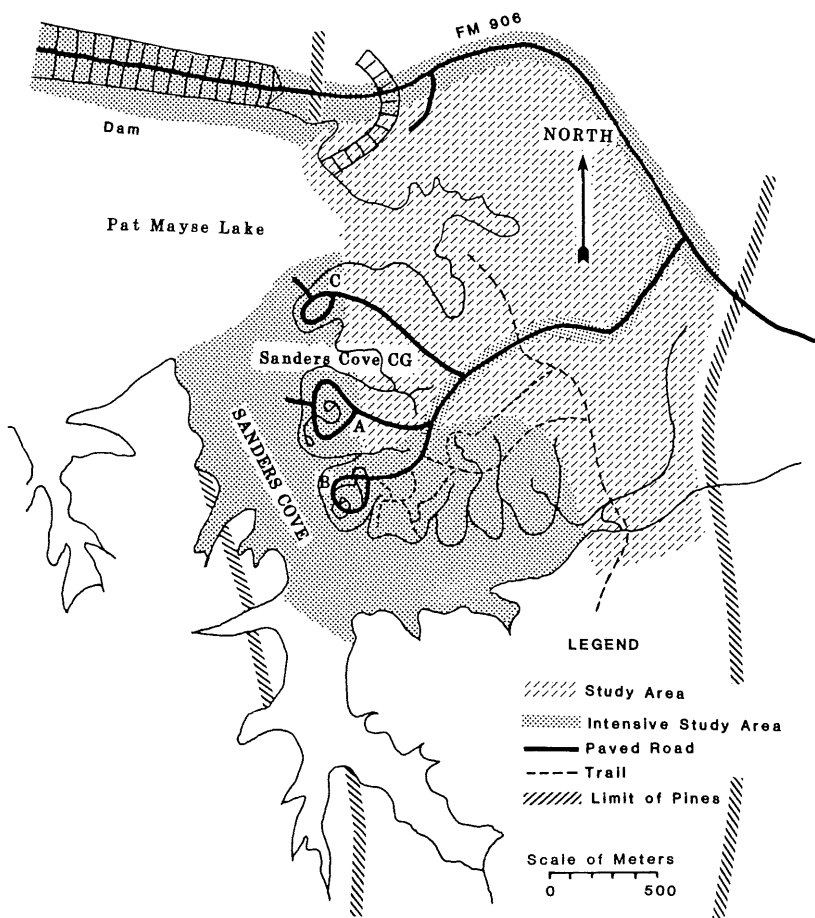 FM 906
Dam
NORTH
Pat Mayse Lake
C
Sanders Cove CG
A
SANDERS COVE
B
LEGEND
Study Area
Intensive Study Area
Paved Road
Trail
Limit of Pines
Scale of Meters
0 500